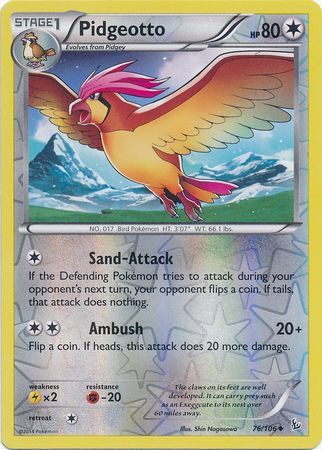 STAGE1
Pidgeotto
HP80
Evolves from Pidgey
NO. 017 Bird Pokémon HT: 3'07" WT: 66.1 lbs.
Sand-Attack
If the Defending Pokémon tries to attack during your
opponent's next turn, your opponent flips a coin. If tails,
that attack does nothing.
Ambush 20+
Flip a coin. If heads, this attack does 20 more damage.
weakness resistance
×2 -20
retreat
The claws on its feet are well
developed. It can carry prey such
as an Exeggcute to its nest over
60 miles away.
©2014 Pokémon Illus. Shin Nagasawa 76/106